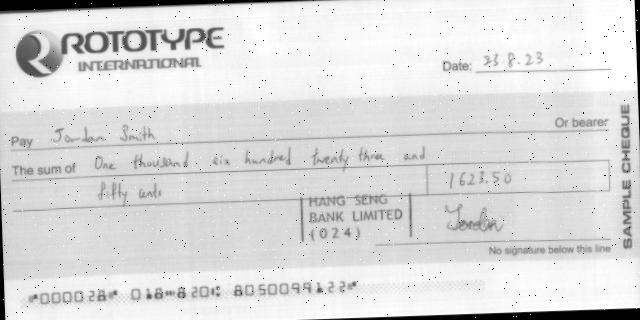 ROTOTYPE
INTERNATIONAL
Date: 23.8.23
Pay Jordan Smith Or bearer
The sum of One thousand six hundred twenty three and
fifty cents 1623.50
HANG SENG
BANK LIMITED
(024)
Jordan
No signature below this line
SAMPLE CHEQUE
⑈000028⑈ 018⑉820⑆ 805009912 2⑈